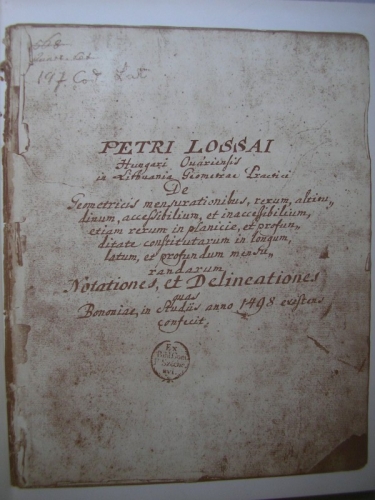 197 Cod Lat
PETRI LOSSAI
Hungari Ováriensis
in Lithuania Geometrae Practici
De
Geometricis mensurationibus, rerum, altitu„
dinum, accessibilium, et inaccessibilium,
etiam rerum in planicie, et profun„
ditate constitutarum in longum,
latum, et profundum mensu„
randarum
Notationes, et Delineationes
quas
Bononiae, in Studiis anno 1498 existens
confecit,
Ex